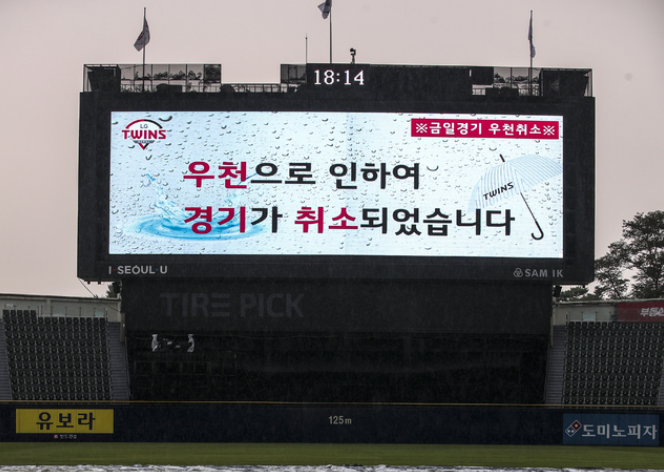 18:14
LG
TWINS
※금일경기 우천취소※
우천으로 인하여
TWINS
경기가 취소되었습니다
I·SEOUL·U
SAM IK
TIRE PICK
유보라
125m
도미노피자